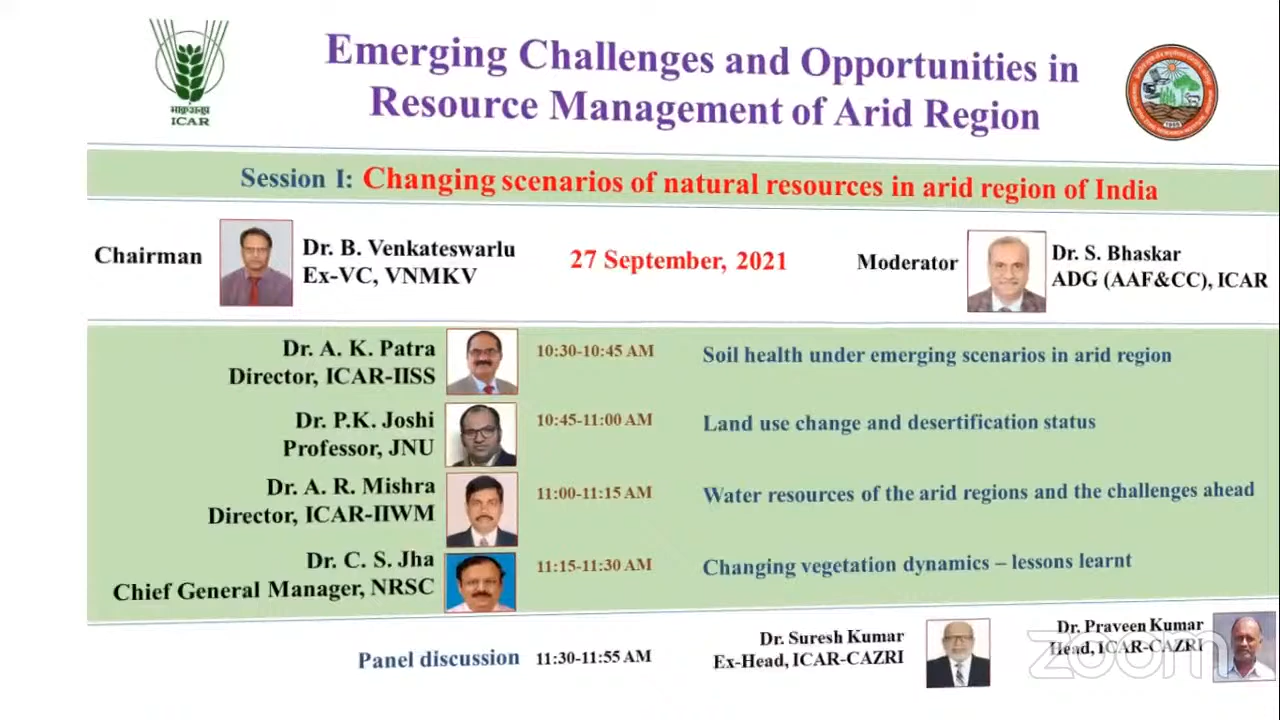 Emerging Challenges and Opportunities in
Resource Management of Arid Region
भाकृअनुप
ICAR
1959
Session I: Changing scenarios of natural resources in arid region of India
Chairman
Dr. B. Venkateswarlu
Ex-VC, VNMKV
27 September, 2021
Moderator
Dr. S. Bhaskar
ADG (AAF&CC), ICAR
Dr. A. K. Patra
Director, ICAR-IISS
10:30-10:45 AM
Soil health under emerging scenarios in arid region
Dr. P.K. Joshi
Professor, JNU
10:45-11:00 AM
Land use change and desertification status
Dr. A. R. Mishra
Director, ICAR-IIWM
11:00-11:15 AM
Water resources of the arid regions and the challenges ahead
Dr. C. S. Jha
Chief General Manager, NRSC
11:15-11:30 AM
Changing vegetation dynamics – lessons learnt
Panel discussion
11:30-11:55 AM
Dr. Suresh Kumar
Ex-Head, ICAR-CAZRI
Dr. Praveen Kumar
Head, ICAR-CAZRI
zoom